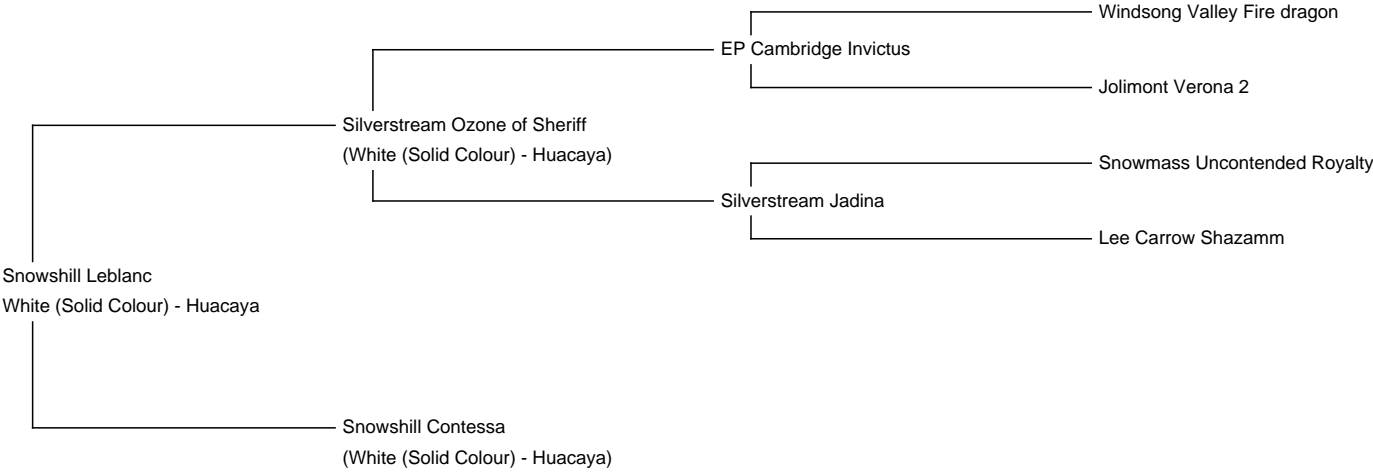 Windsong Valley Fire dragon
EP Cambridge Invictus
Jolimont Verona 2
Silverstream Ozone of Sheriff
(White (Solid Colour) - Huacaya)
Snowmass Uncontended Royalty
Silverstream Jadina
Lee Carrow Shazamm
Snowshill Leblanc
White (Solid Colour) - Huacaya
Snowshill Contessa
(White (Solid Colour) - Huacaya)